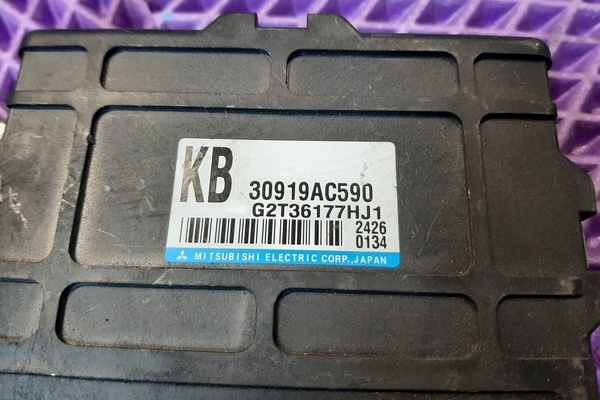 KB 30919AC590
G2T36177HJ1
2426
0134
MITSUBISHI ELECTRIC CORP., JAPAN